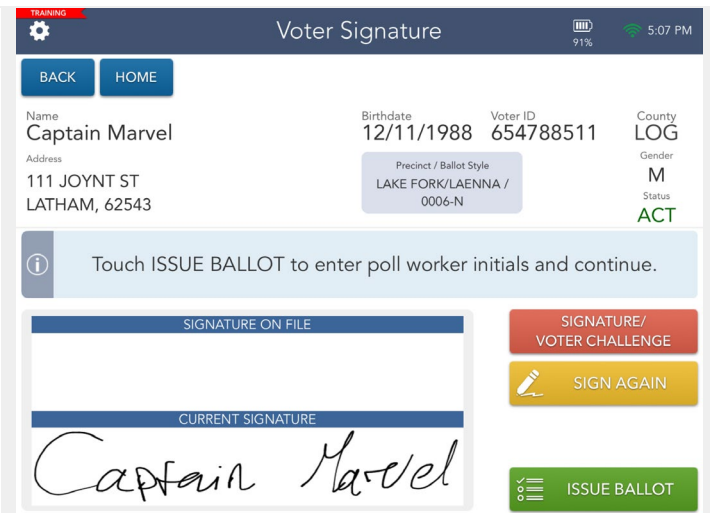 TRAINING
Voter Signature
91%
5:07 PM
BACK
HOME
Name
Captain Marvel
Birthdate
12/11/1988
Voter ID
654788511
County
LOG
Address
111 JOYNT ST
LATHAM, 62543
Precinct / Ballot Style
LAKE FORK/LAENNA /
0006-N
Gender
M
Status
ACT
Touch ISSUE BALLOT to enter poll worker initials and continue.
SIGNATURE ON FILE
CURRENT SIGNATURE
Captain Marvel
SIGNATURE/
VOTER CHALLENGE
SIGN AGAIN
ISSUE BALLOT